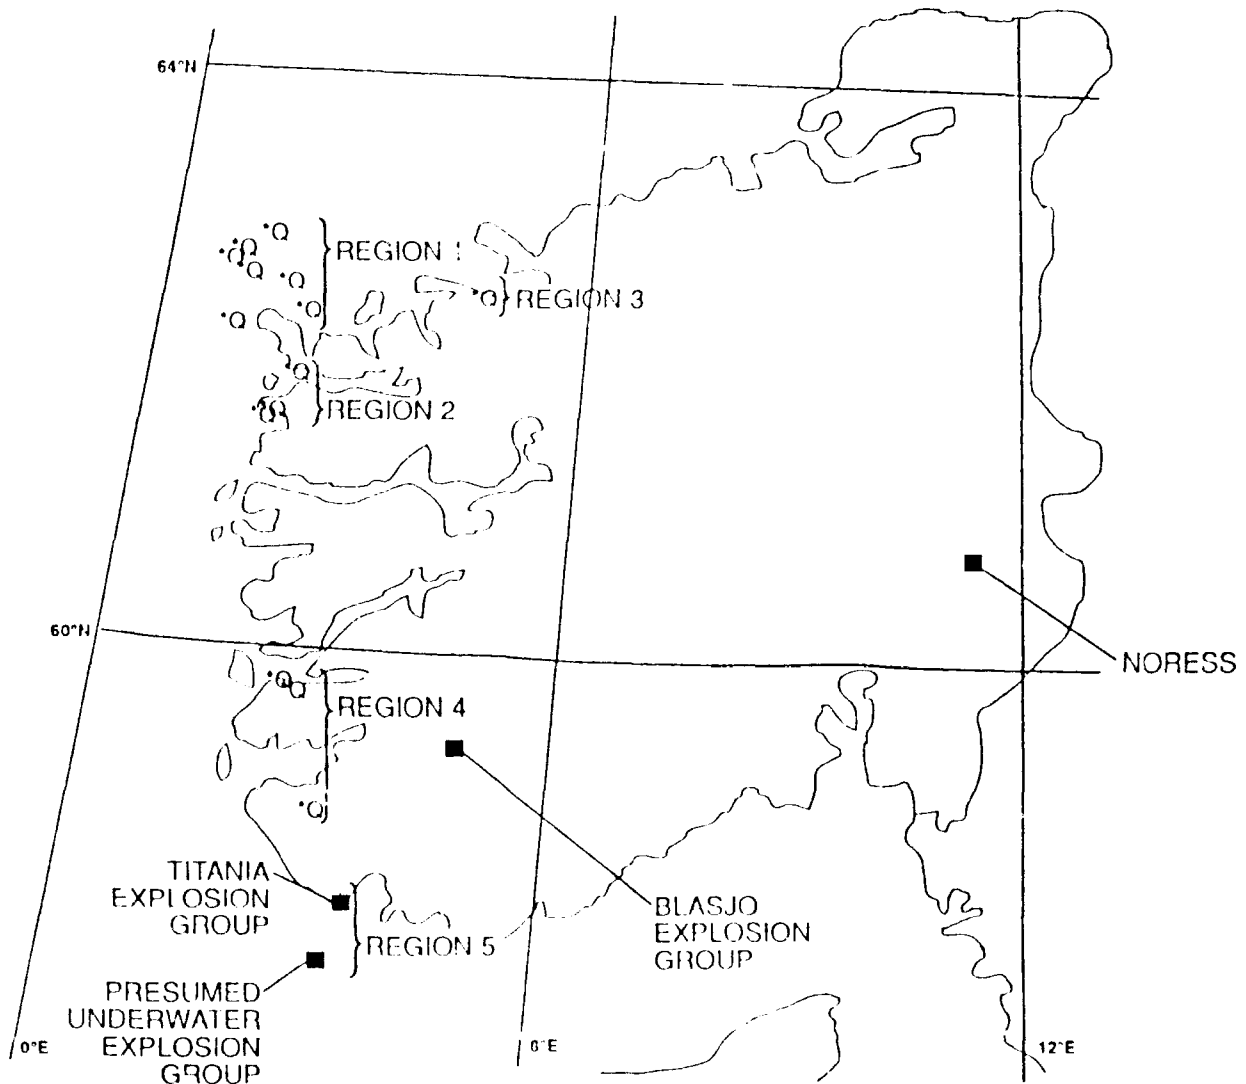 64°N
Q
Q
Q
Q
Q
Q
Q
REGION 1
Q
REGION 3
Q
Q
Q
REGION 2
60°N
NORESS
Q
Q
REGION 4
Q
TITANIA
EXPLOSION
GROUP
BLASJO
EXPLOSION
GROUP
REGION 5
PRESUMED
UNDERWATER
EXPLOSION
GROUP
0°E
6°E
12°E